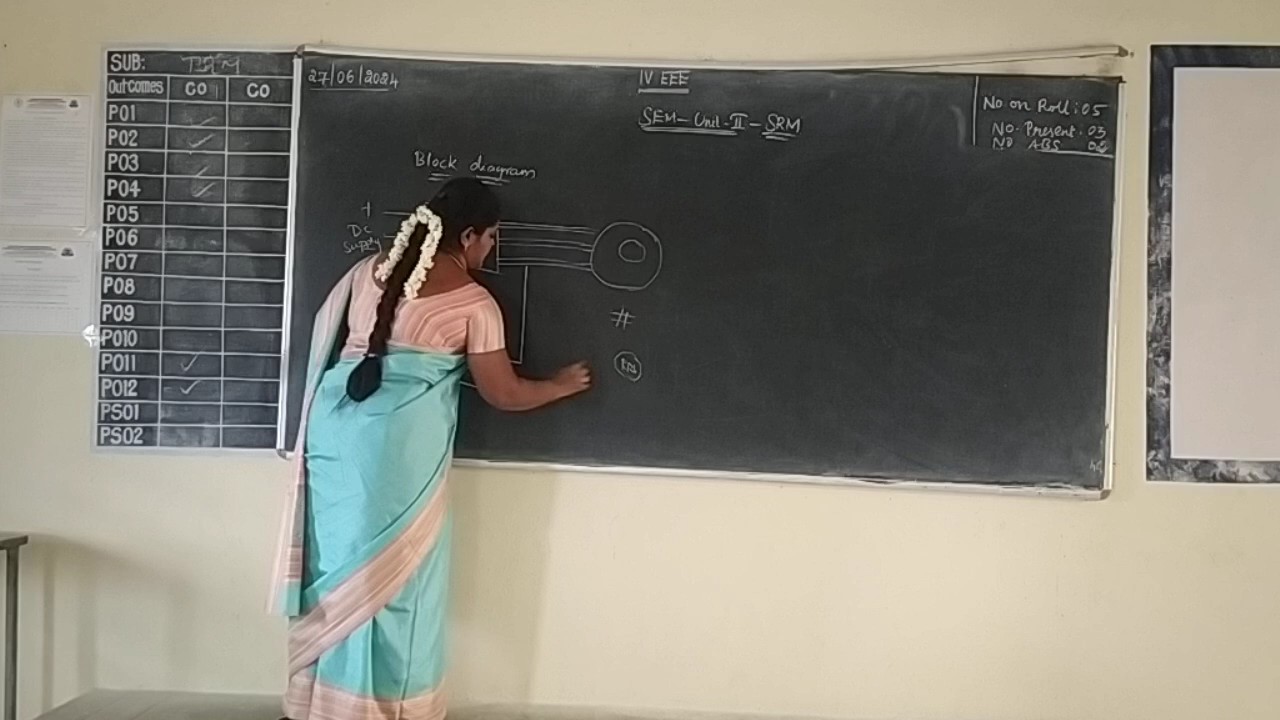 SUB:
Outcomes CO CO
PO1
PO2
PO3
PO4
PO5
PO6
PO7
PO8
PO9
PO10
PO11
PO12
PSO1
PSO2
27/06/2024
IV EEE
SEM-Unit-II-SRM
No on Roll:05
No. Present:03
NO ABS 02
Block diagram
+
DC
Supply